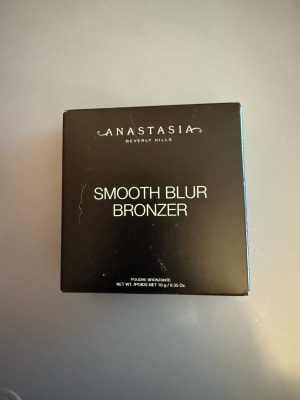 ANASTASIA
BEVERLY HILLS
SMOOTH BLUR
BRONZER
POUDRE BRONZANTE
NET WT. /POIDS NET 10 g / 0.35 Oz.